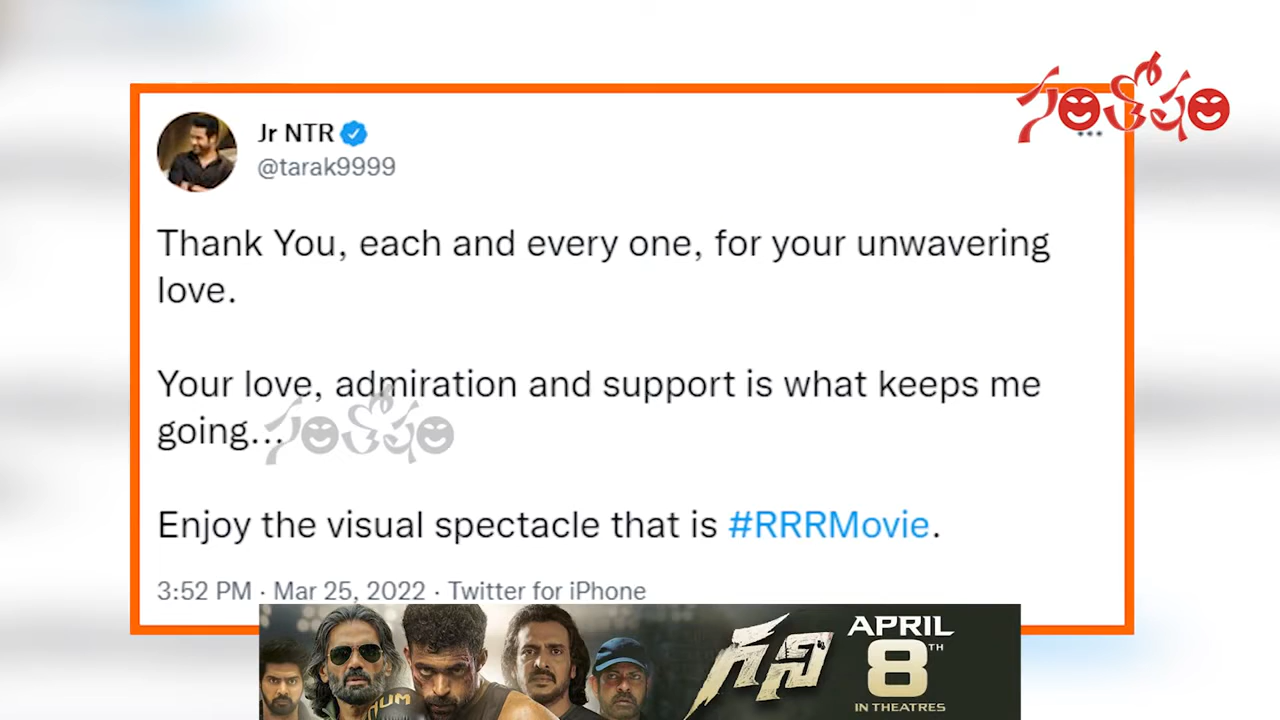 సంతోషం
Jr NTR
@tarak9999
Thank You, each and every one, for your unwavering
love.
Your love, admiration and support is what keeps me
going...
సంతోషం
Enjoy the visual spectacle that is #RRRMovie.
3:52 PM · Mar 25, 2022 · Twitter for iPhone
గని
APRIL
8TH
IN THEATRES